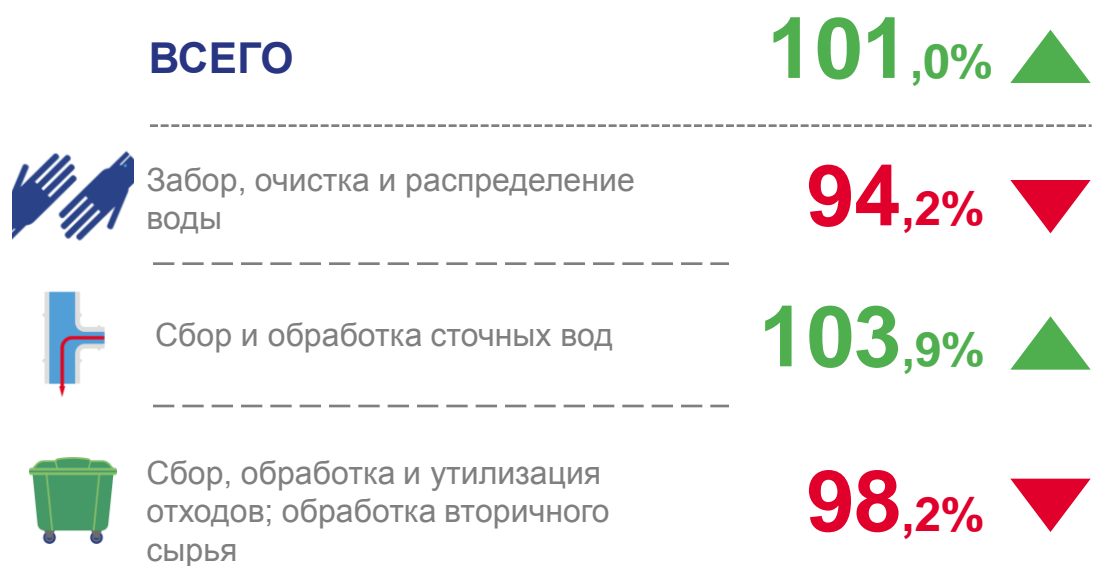 ВСЕГО 101,0%
Забор, очистка и распределение
воды
94,2%
Сбор и обработка сточных вод 103,9%
Сбор, обработка и утилизация
отходов; обработка вторичного
сырья
98,2%